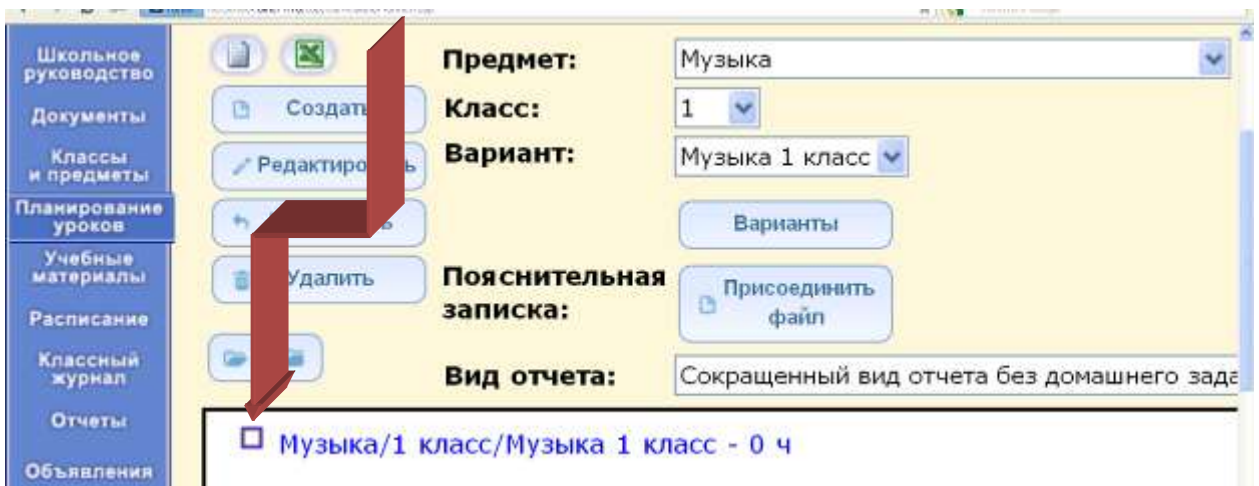 Школьное
руководство
Документы
Классы
и предметы
Планирование
уроков
Учебные
материалы
Расписание
Классный
журнал
Отчеты
Объявления
Создать
Редактировать
Удалить
Предмет:
Музыка
Класс:
1
Вариант:
Музыка 1 класс
Варианты
Пояснительная
записка:
Присоединить
файл
Вид отчета:
Сокращенный вид отчета без домашнего зада
Музыка/1 класс/Музыка 1 класс - 0 ч